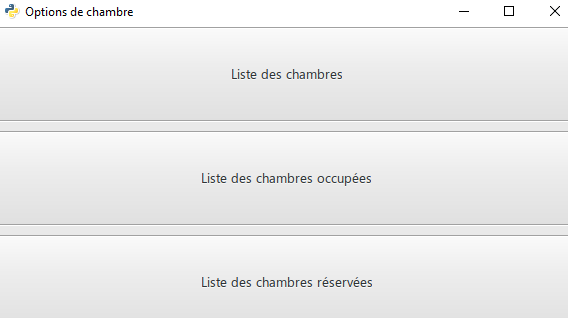 Options de chambre
Liste des chambres
Liste des chambres occupées
Liste des chambres réservées